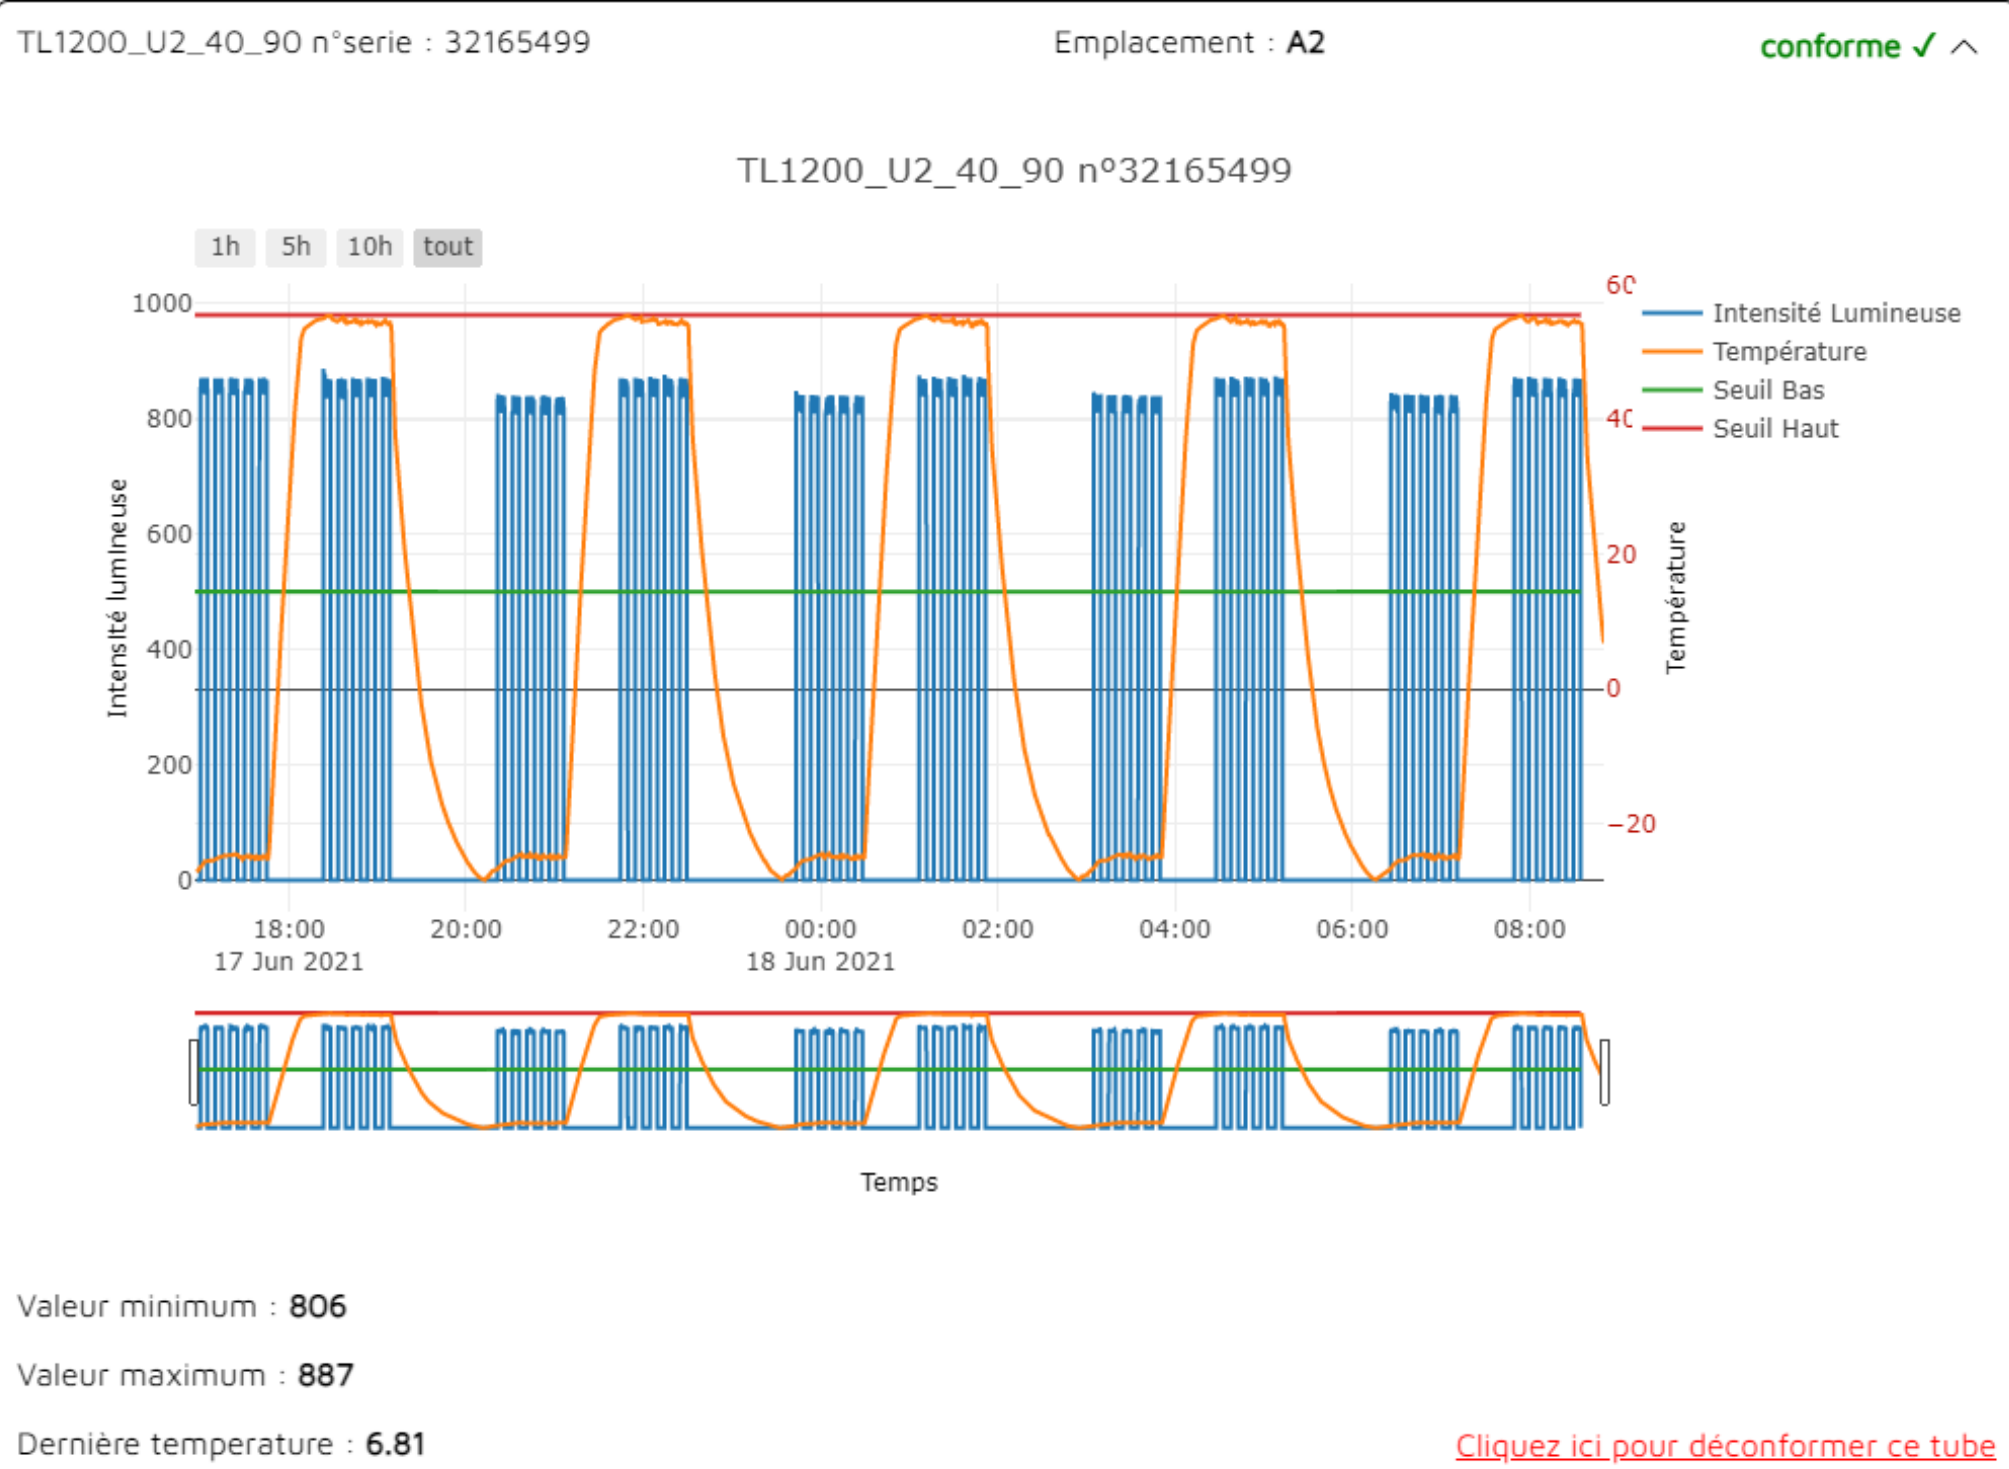 TL1200_U2_40_90 n°serie : 32165499
Emplacement : A2
conforme ✓
TL1200_U2_40_90 nº32165499
1h 5h 10h tout
1000
800
600
400
200
0
Intensité lumineuse
60
40
20
0
−20
Température
Intensité Lumineuse
Température
Seuil Bas
Seuil Haut
18:00 20:00 22:00 00:00 02:00 04:00 06:00 08:00
17 Jun 2021 18 Jun 2021
Temps
Valeur minimum : 806
Valeur maximum : 887
Dernière temperature : 6.81
Cliquez ici pour déconformer ce tube